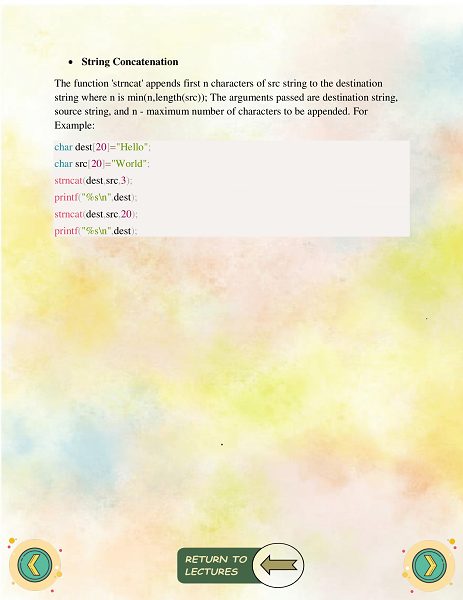 • String Concatenation
The function 'strncat' appends first n characters of src string to the destination
string where n is min(n,length(src)); The arguments passed are destination string,
source string, and n - maximum number of characters to be appended. For
Example:
char dest[20]="Hello";
char src[20]="World";
strncat(dest,src,3);
printf("%s\n",dest);
strncat(dest,src,20);
printf("%s\n",dest);
RETURN TO
LECTURES